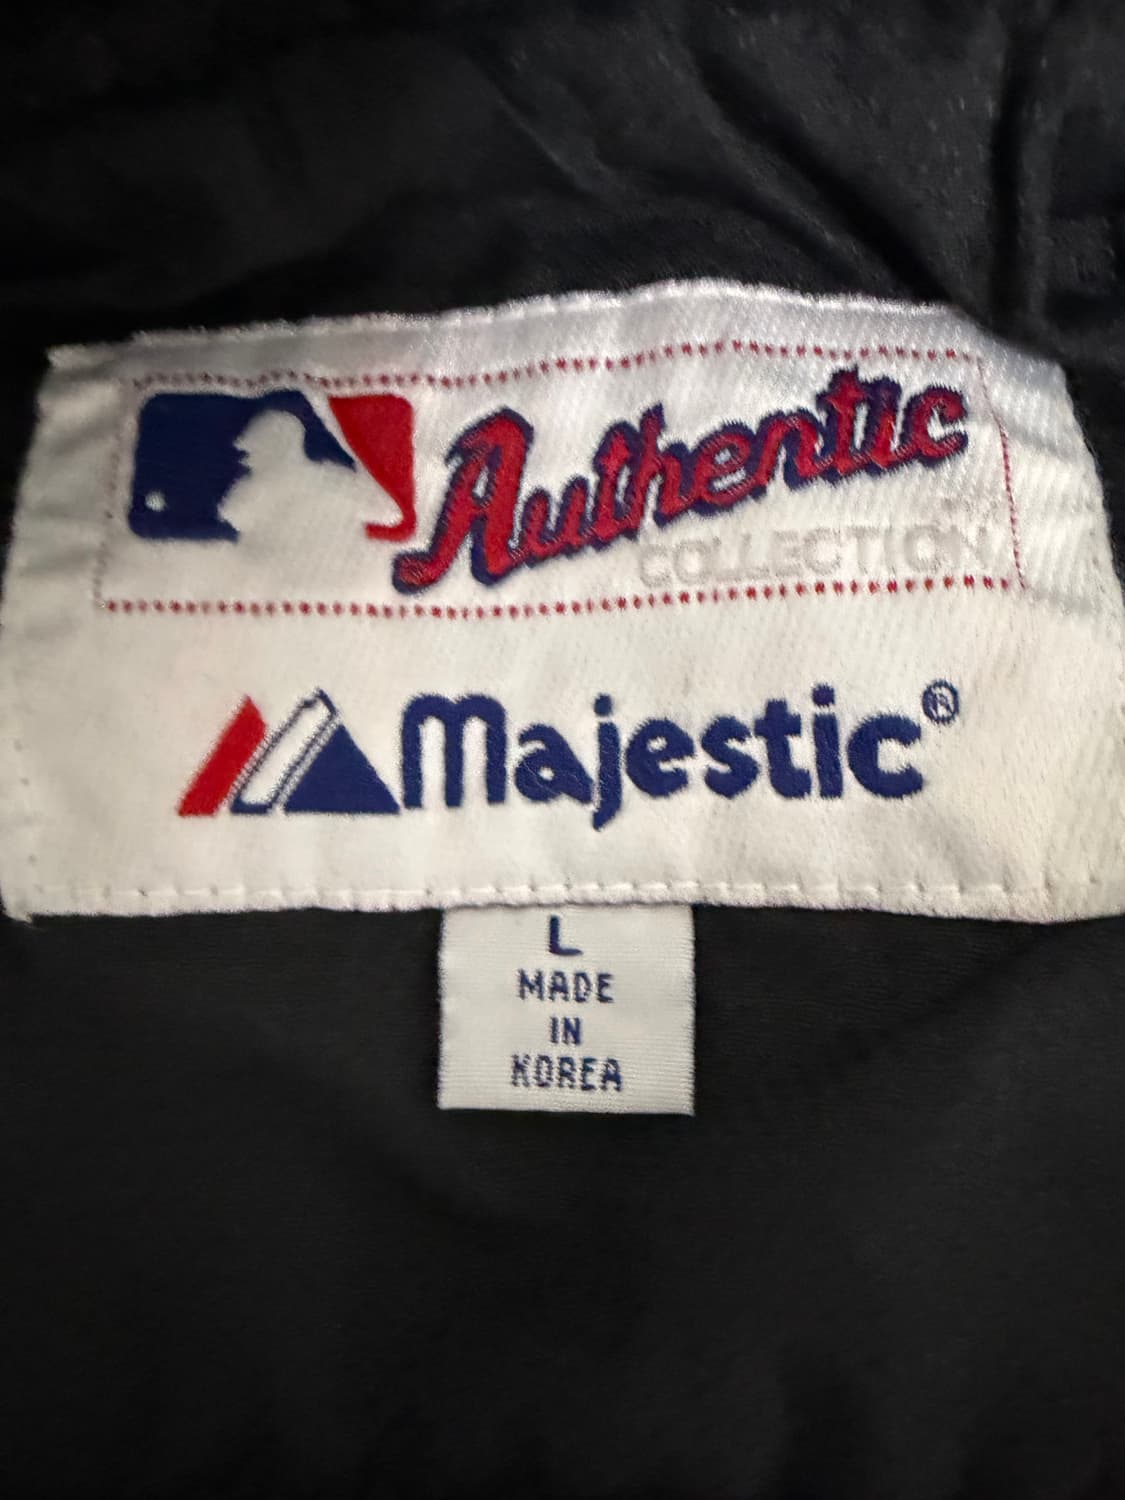 Authentic
COLLECTION
Majestic®
L
MADE
IN
KOREA